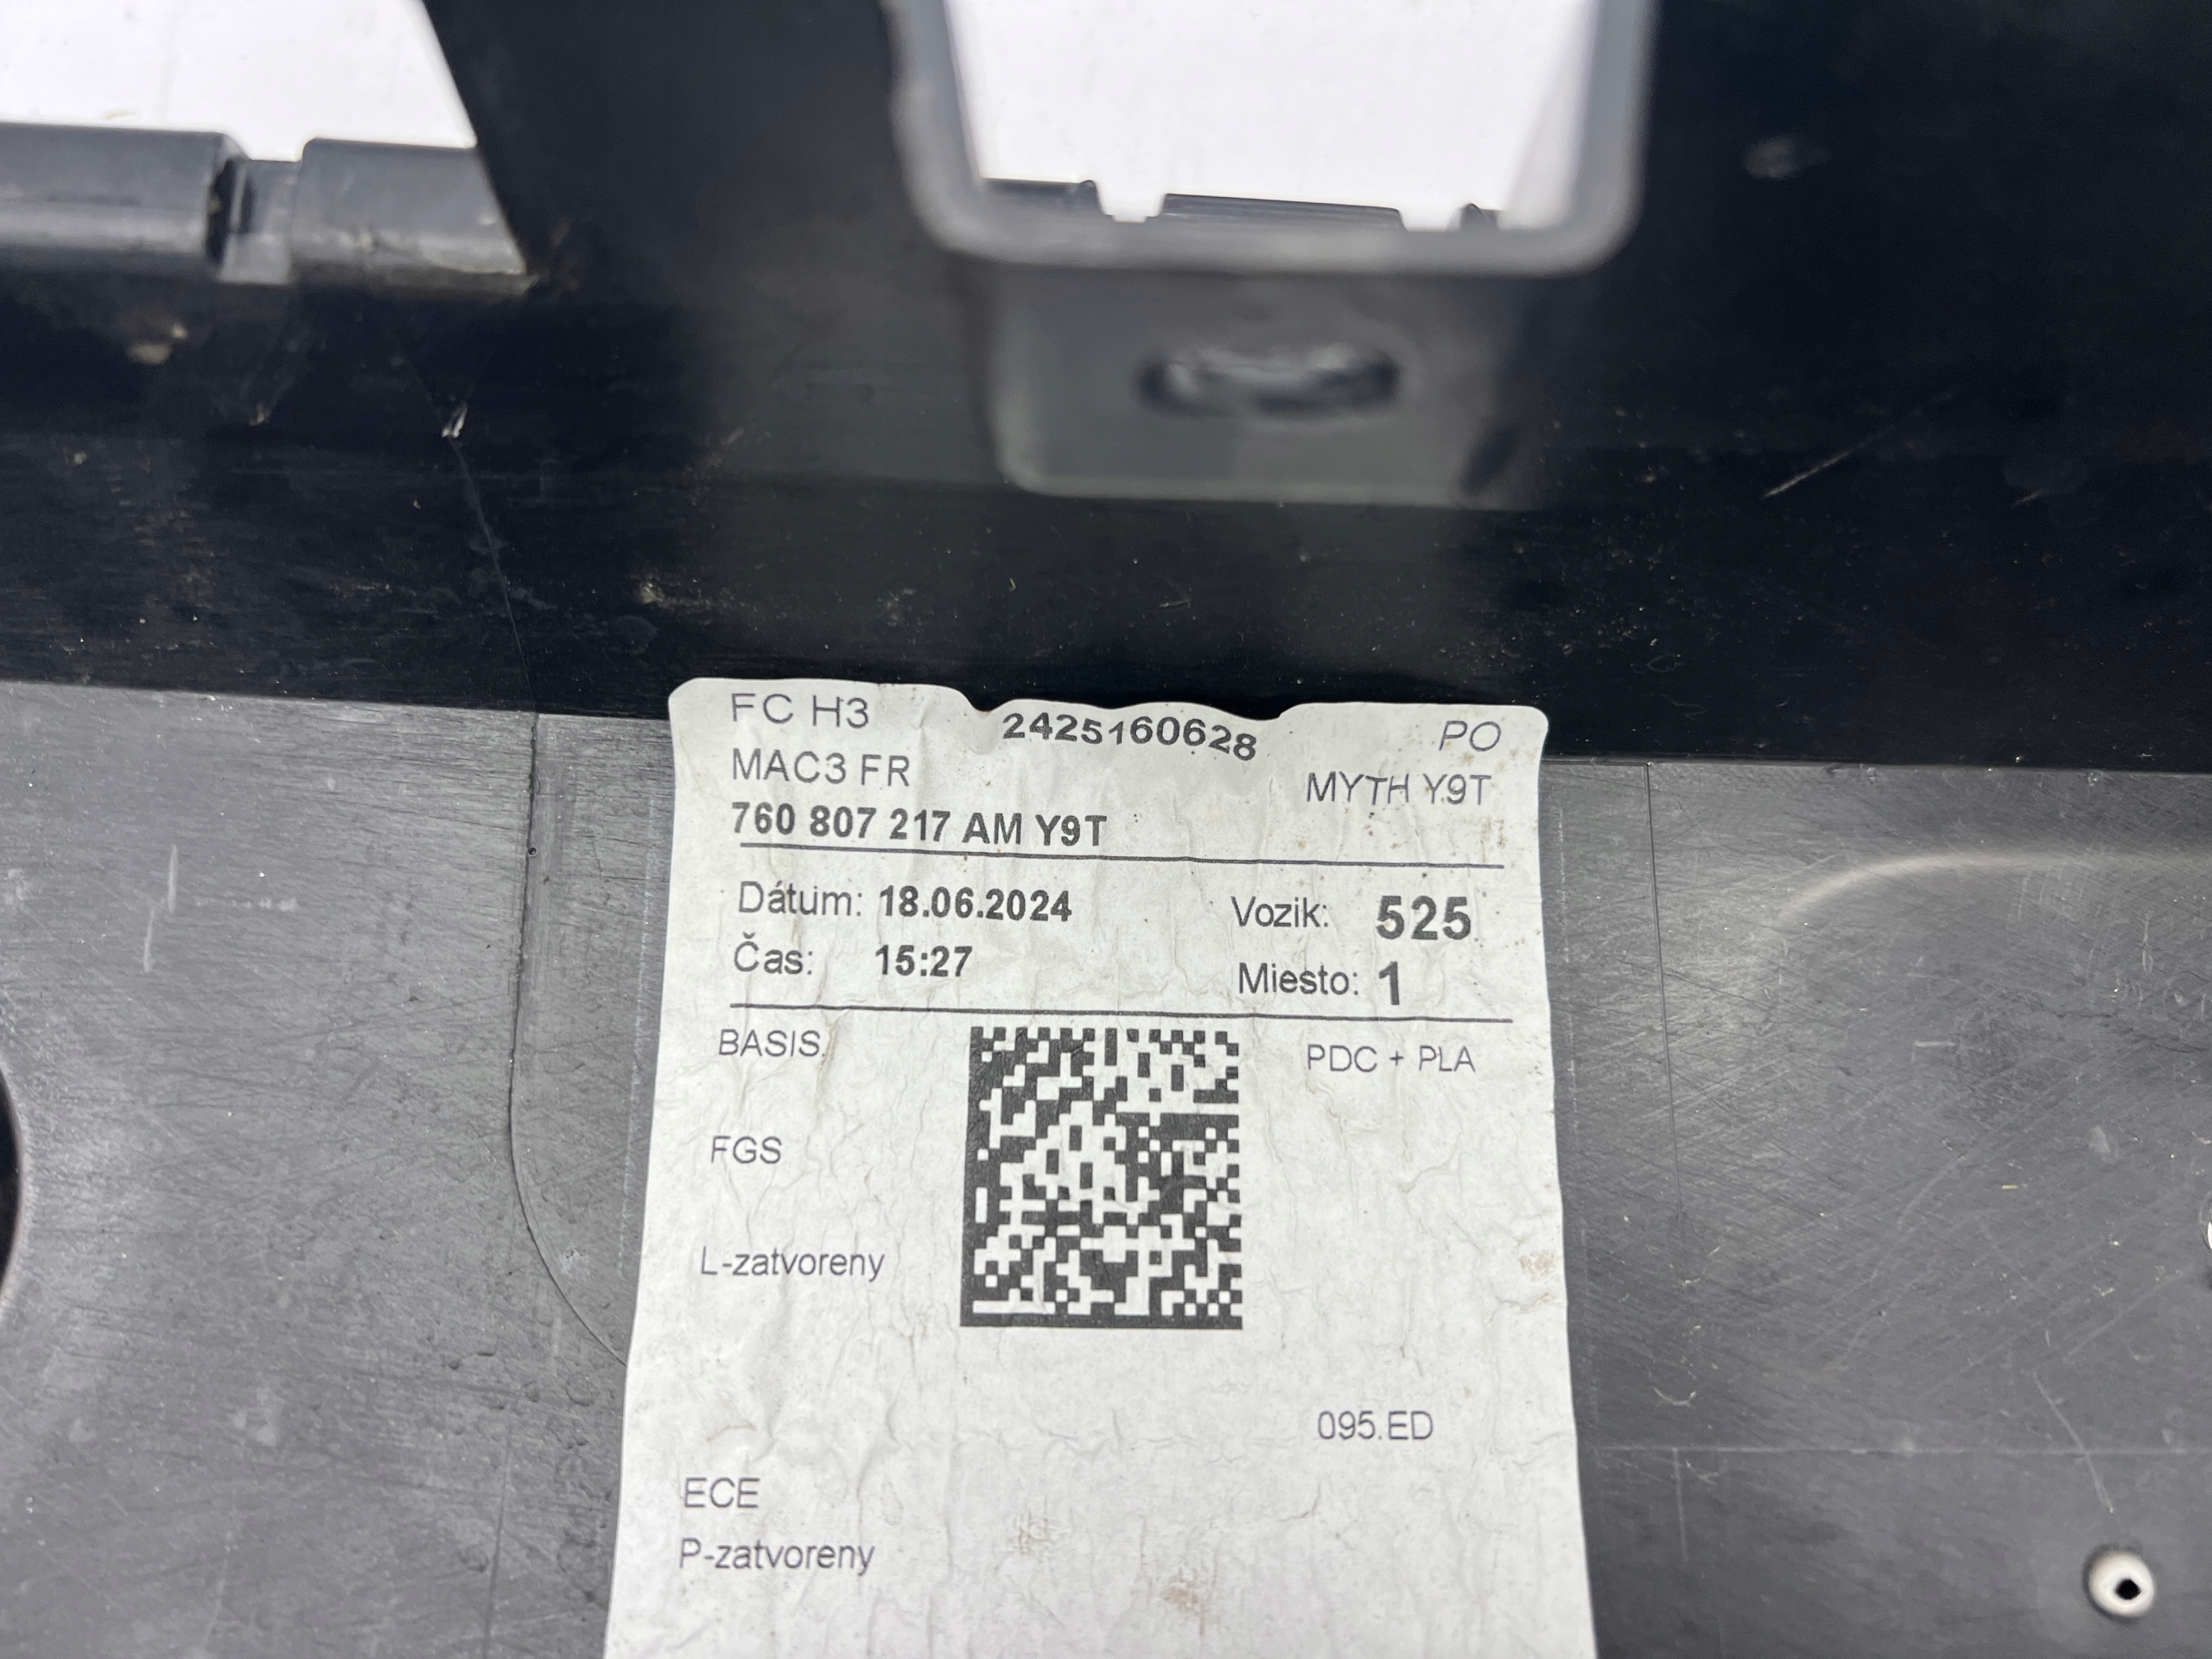 FC H3 2425160628 PO
MAC3 FR MYTH Y9T
760 807 217 AM Y9T
Dátum: 18.06.2024 Vozik: 525
Čas: 15:27 Miesto: 1
BASIS PDC + PLA
FGS
L-zatvoreny
095.ED
ECE
P-zatvoreny